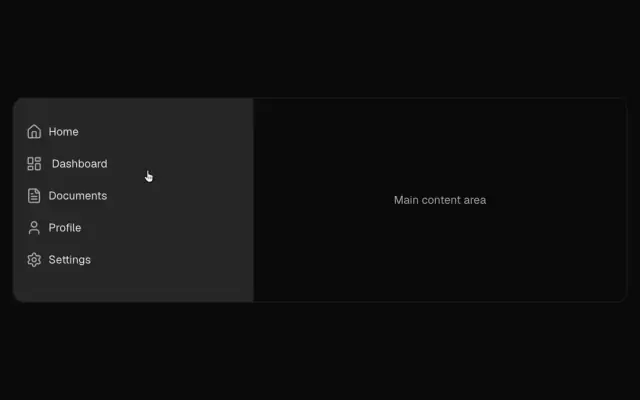 Home
Dashboard
Documents
Profile
Settings
Main content area